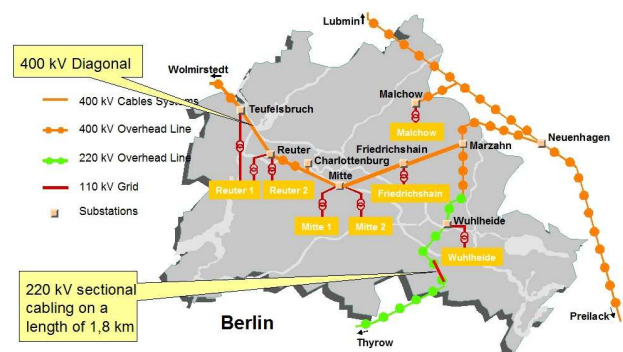 Lubmin
400 kV Diagonal
Wolmirstedt
400 kV Cables Systems
400 kV Overhead Line
220 kV Overhead Line
110 kV Grid
Substations
Teufelsbruch
Malchow
Malchow
Neuenhagen
Reuter
Charlottenburg
Friedrichshain
Marzahn
Mitte
Reuter 1
Reuter 2
Friedrichshain
Mitte 1
Mitte 2
Wuhlheide
Wuhlheide
220 kV sectional
cabling on a
length of 1,8 km
Berlin
Thyrow
Preilack